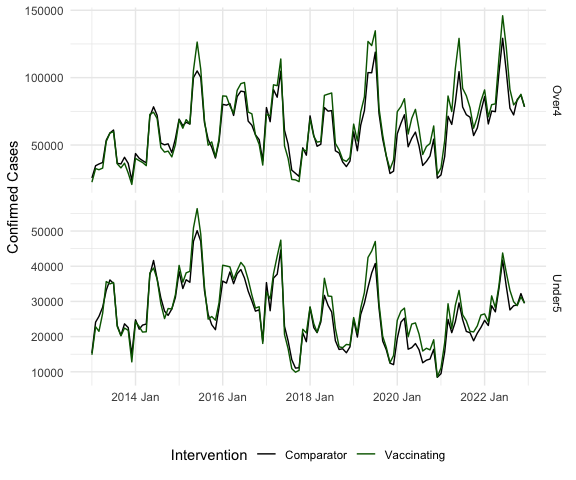 150000
100000
50000
Over4
Confirmed Cases
50000
40000
30000
20000
10000
Under5
2014 Jan 2016 Jan 2018 Jan 2020 Jan 2022 Jan
Intervention Comparator Vaccinating